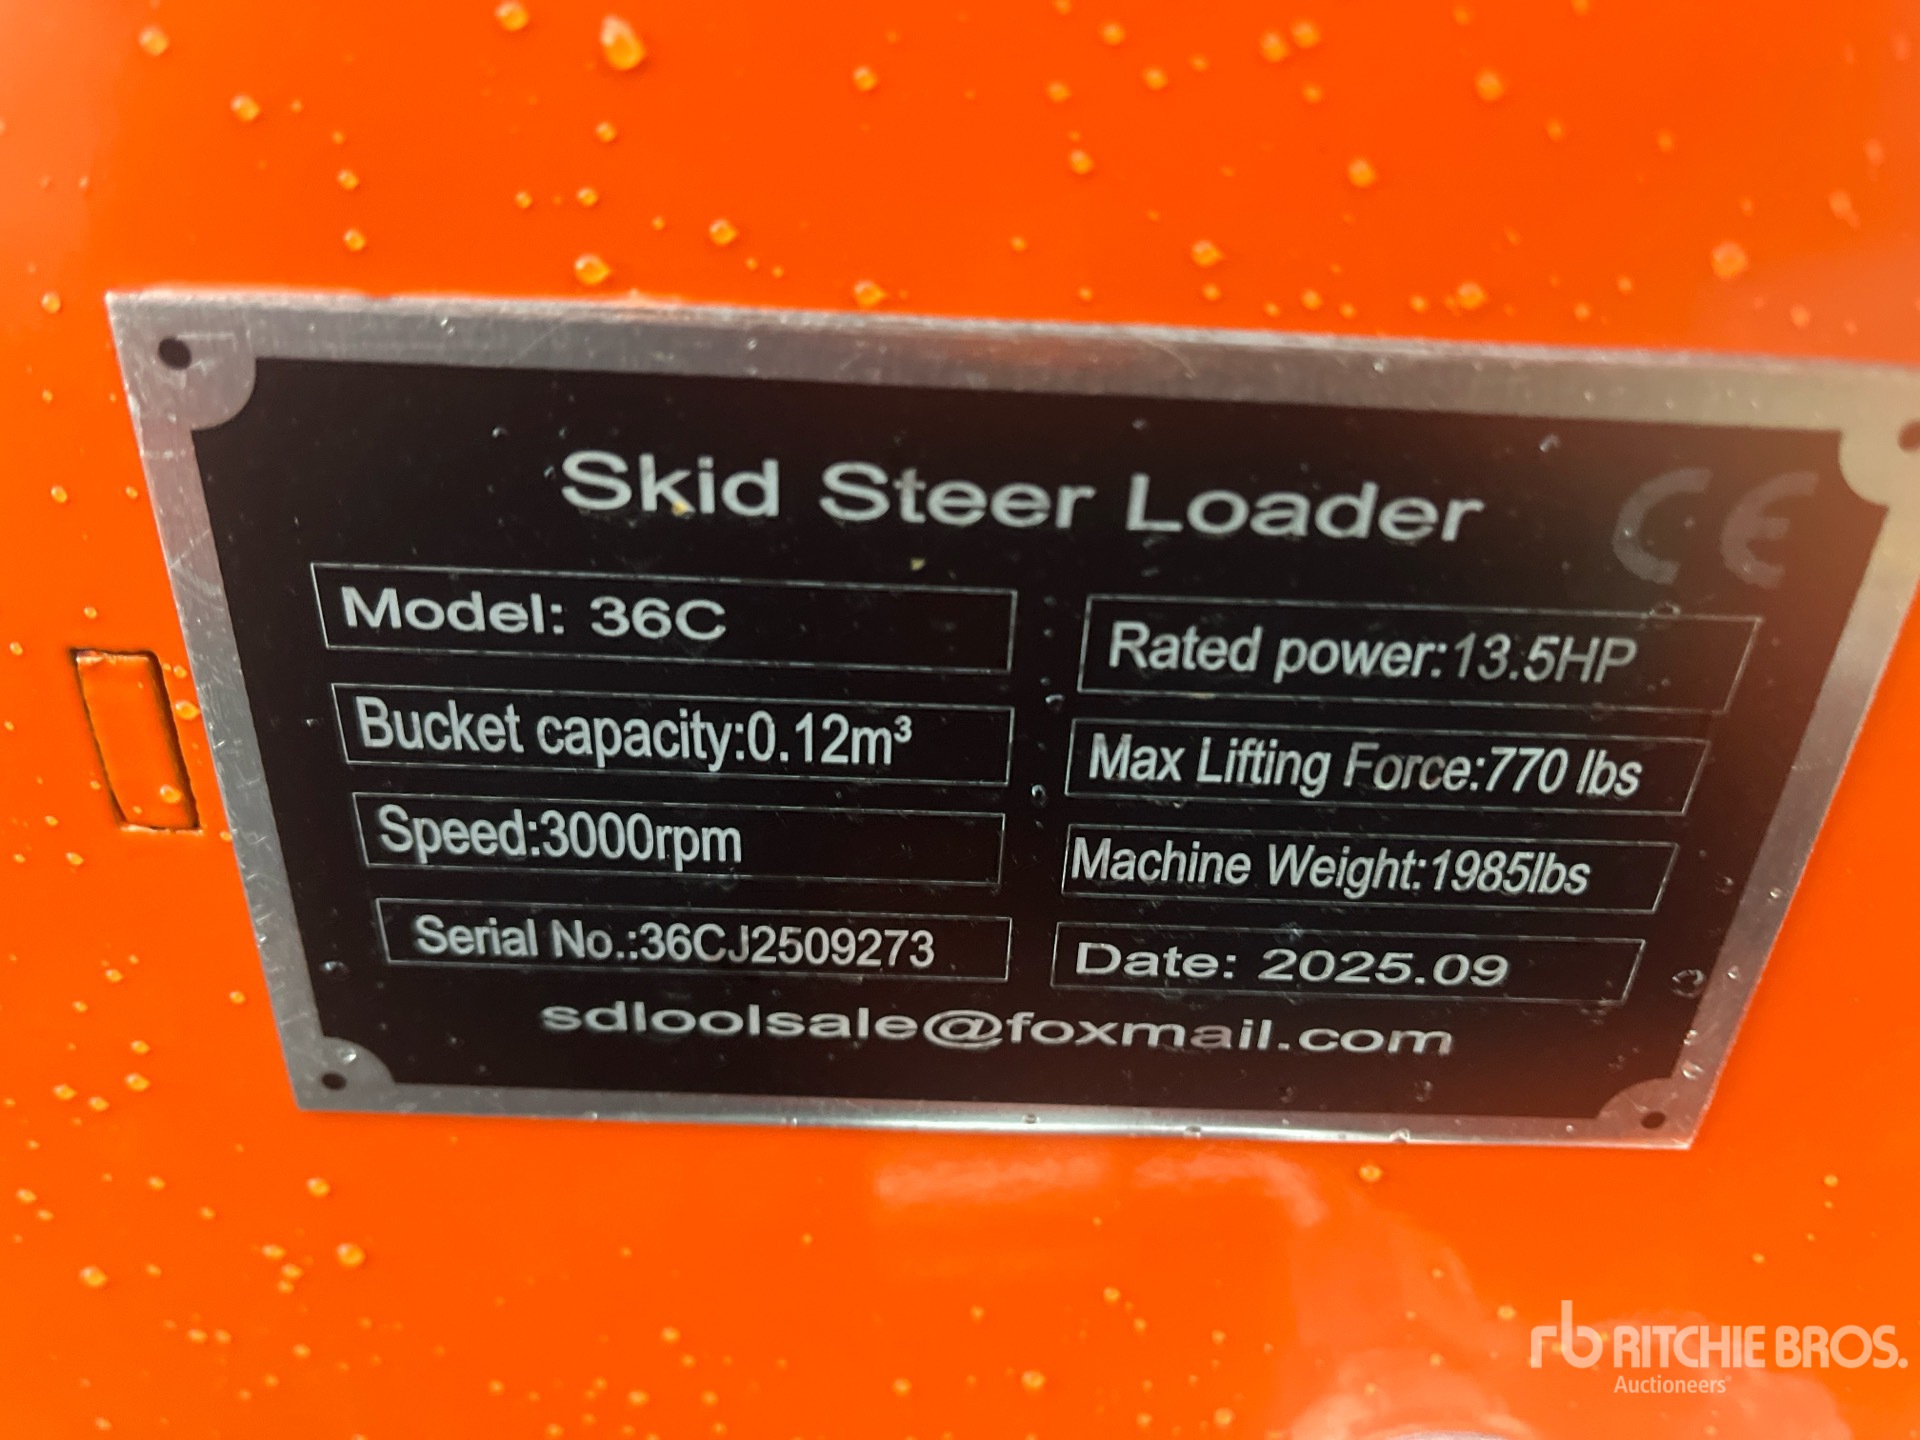 Skid Steer Loader CE
Model: 36C
Rated power:13.5HP
Bucket capacity:0.12m³
Max Lifting Force:770 lbs
Speed:3000rpm
Machine Weight:1985lbs
Serial No.:36CJ2509273
Date: 2025.09
sdloolsale@foxmail.com
rb RITCHIE BROS.
Auctioneers